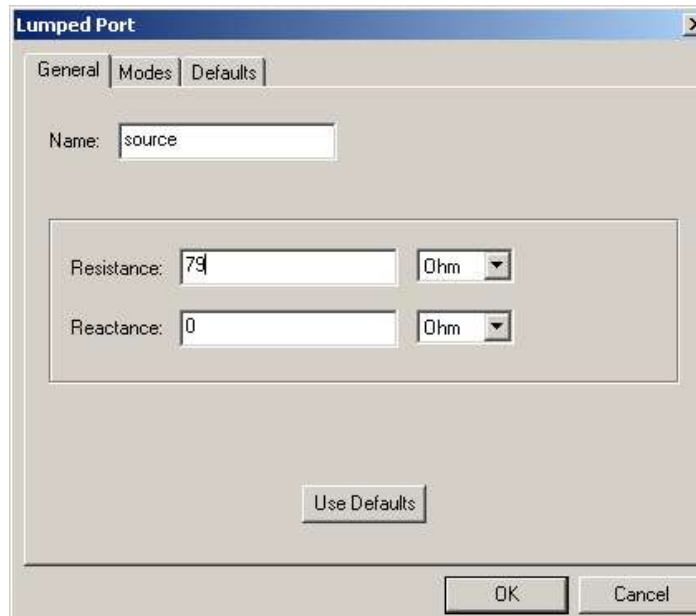 Lumped Port
General Modes Defaults
Name: source
Resistance: 79 Ohm
Reactance: 0 Ohm
Use Defaults
OK Cancel